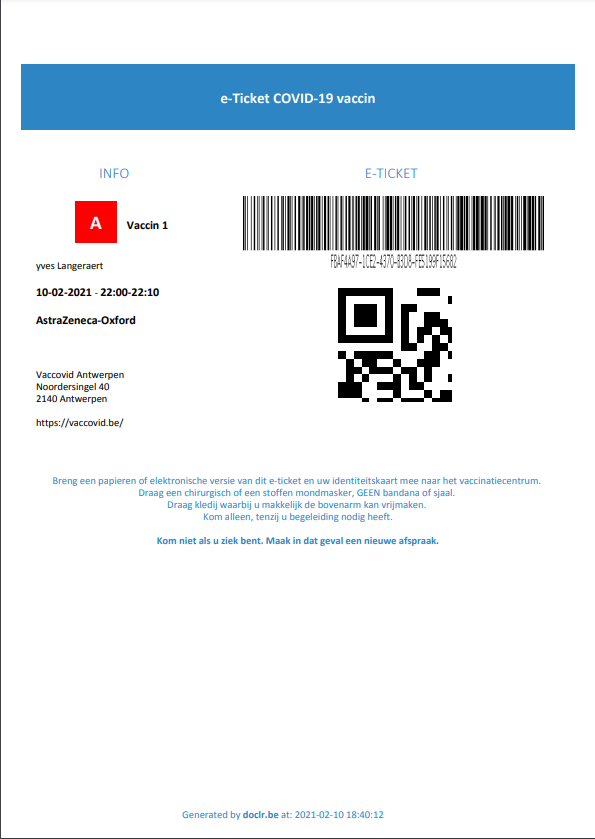 e-Ticket COVID-19 vaccin
INFO
E-TICKET
A
Vaccin 1
FBAF4A97-1CE2-4370-83D8-FE5199F15682
yves Langeraert
10-02-2021 - 22:00-22:10
AstraZeneca-Oxford
Vaccovid Antwerpen
Noordersingel 40
2140 Antwerpen
https://vaccovid.be/
Breng een papieren of elektronische versie van dit e-ticket en uw identiteitskaart mee naar het vaccinatiecentrum.
Draag een chirurgisch of een stoffen mondmasker, GEEN bandana of sjaal.
Draag kledij waarbij u makkelijk de bovenarm kan vrijmaken.
Kom alleen, tenzij u begeleiding nodig heeft.
Kom niet als u ziek bent. Maak in dat geval een nieuwe afspraak.
Generated by doclr.be at: 2021-02-10 18:40:12